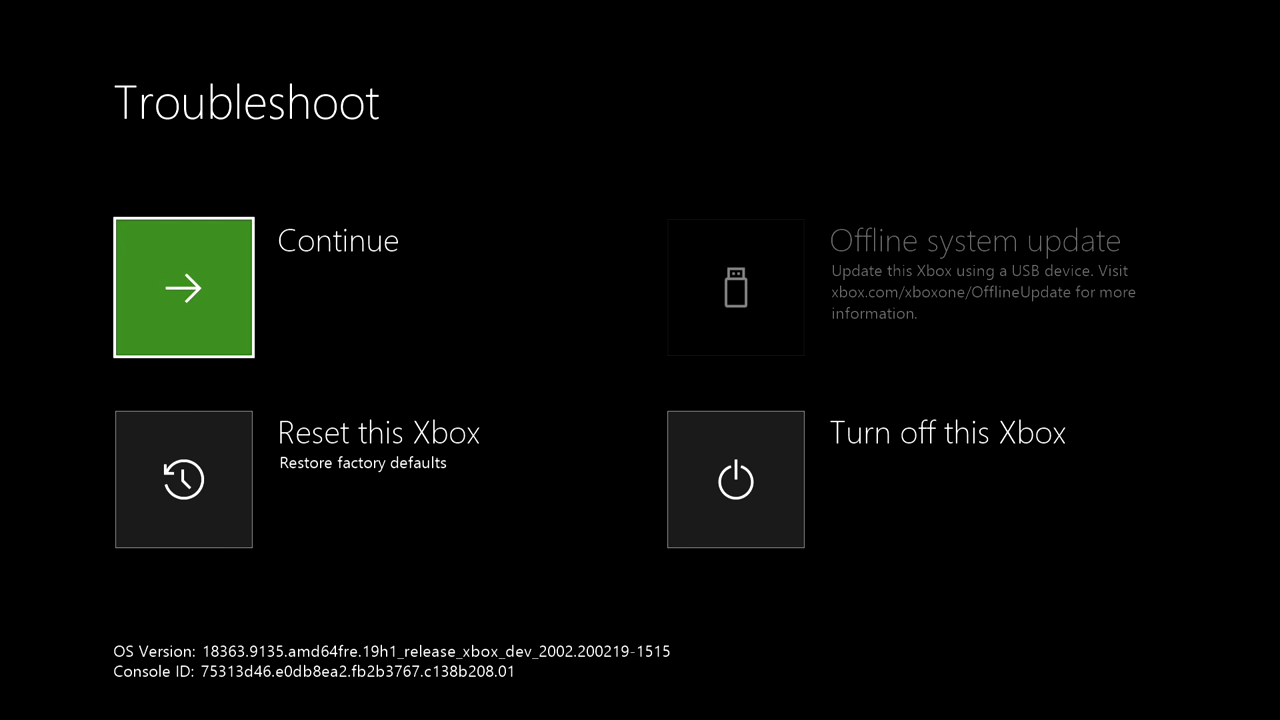 Troubleshoot
Continue
Offline system update
Update this Xbox using a USB device. Visit
xbox.com/xboxone/OfflineUpdate for more
information.
Reset this Xbox
Restore factory defaults
Turn off this Xbox
OS Version: 18363.9135.amd64fre.19h1_release_xbox_dev_2002.200219-1515
Console ID: 75313d46.e0db8ea2.fb2b3767.c138b208.01